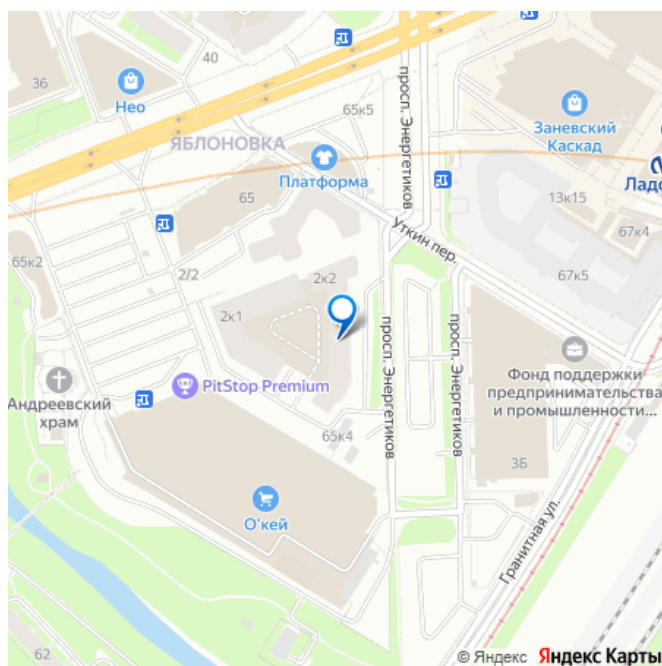 36
40
Нео
65к5
просп. Энергетиков
Заневский
Каскад
ЯБЛОНОВКА
Платформа
65
13к15
67к4
Уткин пер.
65к2
2/2
2к2
67к5
2к1
просп. Энергетиков
просп. Энергетиков
Андреевский
храм
PitStop Premium
Фонд поддержки
предпринимательства
и промышленности...
65к4
3Б
О'кей
Гранитная ул.
62
© Яндекс Яндекс Карты